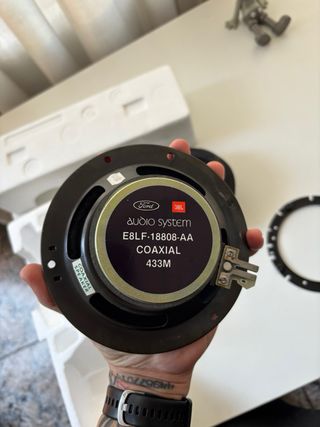 Ford JBL
audio system
E8LF-18808-AA
COAXIAL
433M